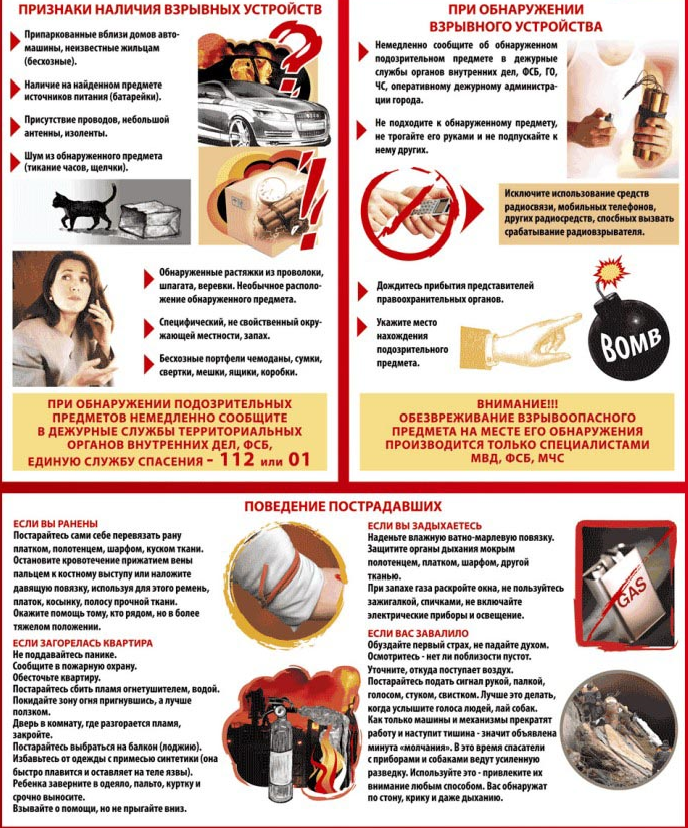 ПРИЗНАКИ НАЛИЧИЯ ВЗРЫВНЫХ УСТРОЙСТВ
Припаркованные вблизи домов авто-
машины, неизвестные жильцам
(бесхозные).
Наличие на найденном предмете
источников питания (батарейки).
Присутствие проводов, небольшой
антенны, изоленты.
Шум из обнаруженного предмета
(тикание часов, щелчки).
Обнаруженные растяжки из проволоки,
шпагата, веревки. Необычное располо-
жение обнаруженного предмета.
Специфический, не свойственный окру-
жающей местности, запах.
Бесхозные портфели чемоданы, сумки,
свертки, мешки, ящики, коробки.
ПРИ ОБНАРУЖЕНИИ ПОДОЗРИТЕЛЬНЫХ
ПРЕДМЕТОВ НЕМЕДЛЕННО СООБЩИТЕ
В ДЕЖУРНЫЕ СЛУЖБЫ ТЕРРИТОРИАЛЬНЫХ
ОРГАНОВ ВНУТРЕННИХ ДЕЛ, ФСБ,
ЕДИНУЮ СЛУЖБУ СПАСЕНИЯ - 112 или 01
ПРИ ОБНАРУЖЕНИИ
ВЗРЫВНОГО УСТРОЙСТВА
Немедленно сообщите об обнаруженном
подозрительном предмете в дежурные
службы органов внутренних дел, ФСБ, ГО,
ЧС, оперативному дежурному администра-
ции города.
Не подходите к обнаруженному предмету,
не трогайте его руками и не подпускайте к
нему других.
Исключите использование средств
радиосвязи, мобильных телефонов,
других радиосредств, спосбных вызвать
срабатывание радиовзрывателя.
Дождитесь прибытия представителей
правоохранительных органов.
Укажите место
нахождения
подозрительного
предмета.
BOMB
ВНИМАНИЕ!!!
ОБЕЗВРЕЖИВАНИЕ ВЗРЫВООПАСНОГО
ПРЕДМЕТА НА МЕСТЕ ЕГО ОБНАРУЖЕНИЯ
ПРОИЗВОДИТСЯ ТОЛЬКО СПЕЦИАЛИСТАМИ
МВД, ФСБ, МЧС
ПОВЕДЕНИЕ ПОСТРАДАВШИХ
ЕСЛИ ВЫ РАНЕНЫ
Постарайтесь сами себе перевязать рану
платком, полотенцем, шарфом, куском ткани.
Остановите кровотечение прижатием вены
пальцем к костному выступу или наложите
давящую повязку, используя для этого ремень,
платок, косынку, полосу прочной ткани.
Окажите помощь тому, кто рядом, но в более
тяжелом положении.
ЕСЛИ ЗАГОРЕЛАСЬ КВАРТИРА
Не поддавайтесь панике.
Сообщите в пожарную охрану.
Обесточьте квартиру.
Постарайтесь сбить пламя огнетушителем, водой.
Покидайте зону огня пригнувшись, а лучше
ползком.
Дверь в комнату, где разгорается пламя,
закройте.
Постарайтесь выбраться на балкон (лоджию).
Избавьтесь от одежды с примесью синтетики (она
быстро плавится и оставляет на теле язвы).
Ребенка заверните в одеяло, пальто, куртку и
срочно выносите.
Взывайте о помощи, но не прыгайте вниз.
ЕСЛИ ВЫ ЗАДЫХАЕТЕСЬ
Наденьте влажную ватно-марлевую повязку.
Защитите органы дыхания мокрым
полотенцем, платком, шарфом, другой
тканью.
При запахе газа раскройте окна, не пользуйтесь
зажигалкой, спичками, не включайте
электрические приборы и освещение.
GAS
ЕСЛИ ВАС ЗАВАЛИЛО
Обуздайте первый страх, не падайте духом.
Осмотритесь - нет ли поблизости пустот.
Уточните, откуда поступает воздух.
Постарайтесь подать сигнал рукой, палкой,
голосом, стуком, свистком. Лучше это делать,
когда услышите голоса людей, лай собак.
Как только машины и механизмы прекратят
работу и наступит тишина - значит объявлена
минута «молчания». В это время спасатели
с приборами и собаками ведут усиленную
разведку. Используйте это - привлеките их
внимание любым способом. Вас обнаружат
по стону, крику и даже дыханию.